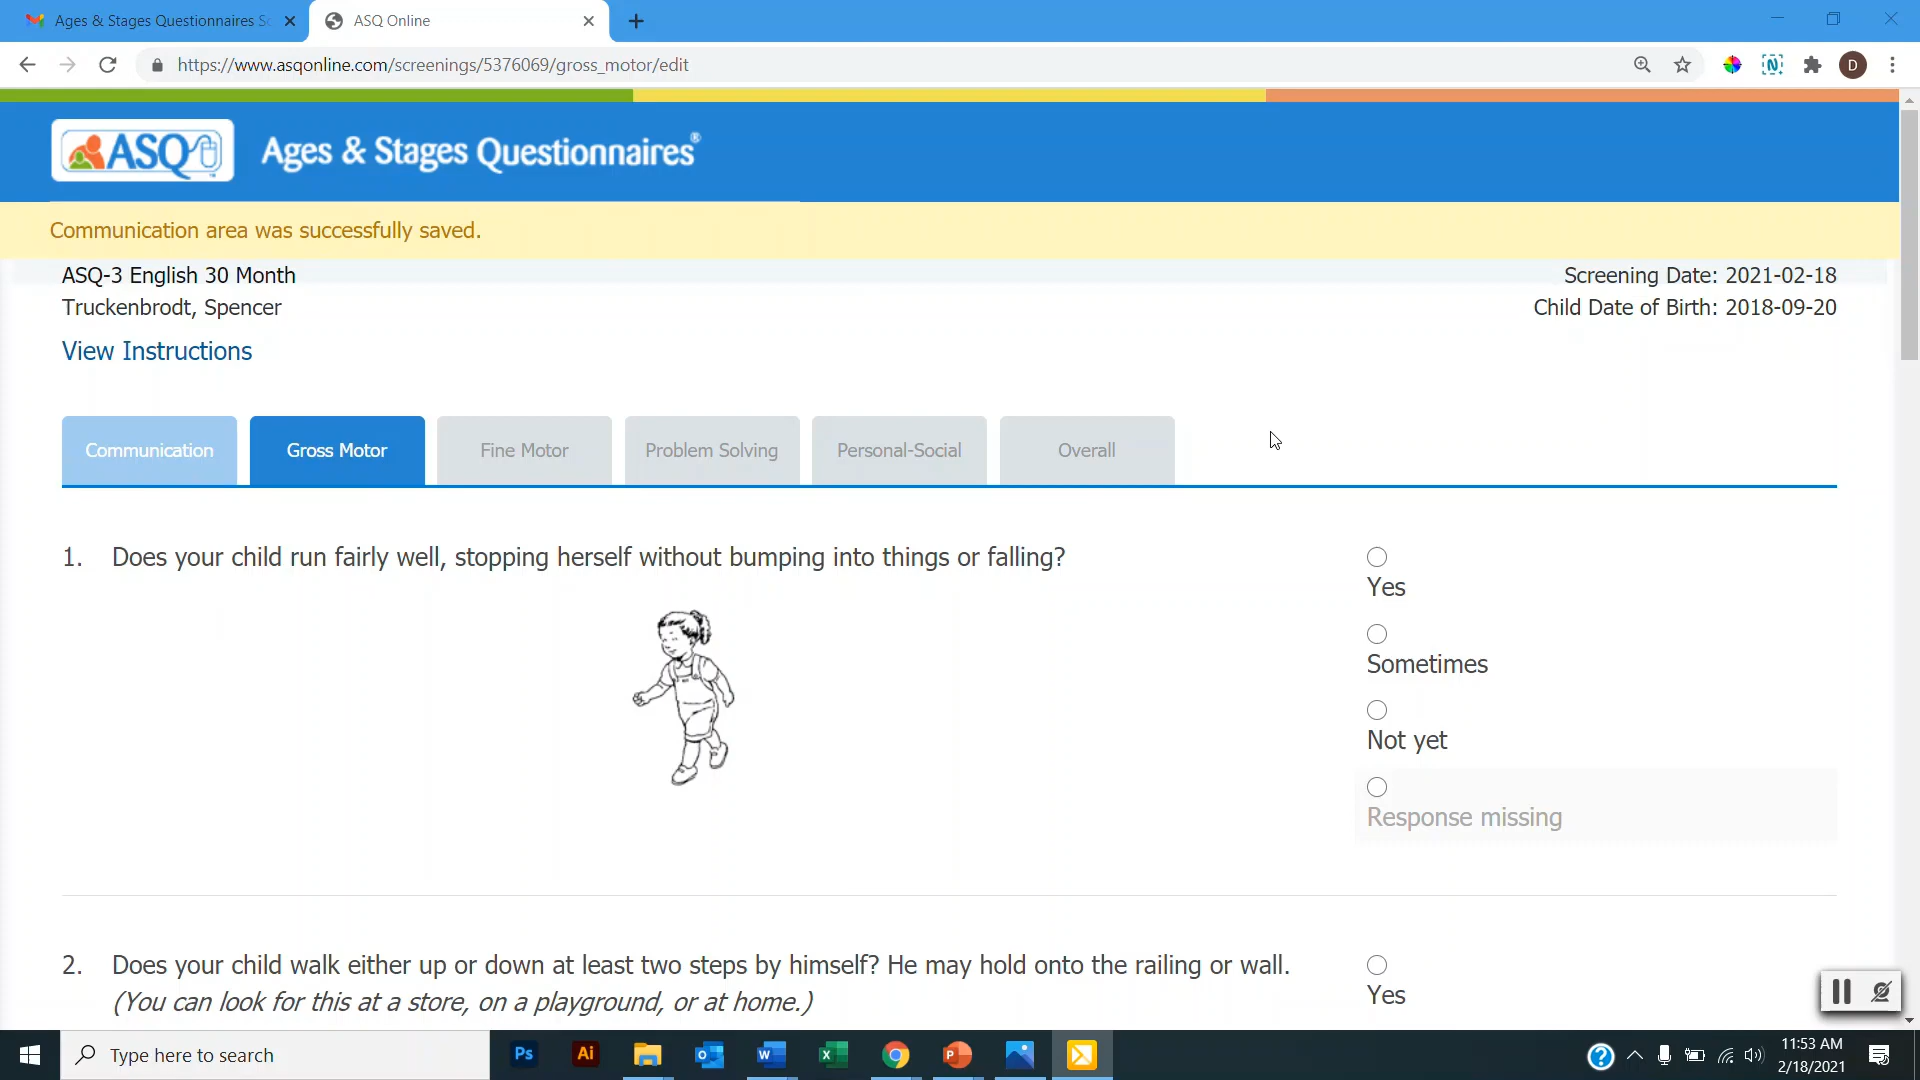 Ages & Stages Questionnaires S
ASQ Online
https://www.asqonline.com/screenings/5376069/gross_motor/edit
D
ASQ
Ages & Stages Questionnaires®
Communication area was successfully saved.
ASQ-3 English 30 Month
Screening Date: 2021-02-18
Truckenbrodt, Spencer
Child Date of Birth: 2018-09-20
View Instructions
Communication
Gross Motor
Fine Motor
Problem Solving
Personal-Social
Overall
1. Does your child run fairly well, stopping herself without bumping into things or falling?
Yes
Sometimes
Not yet
Response missing
2. Does your child walk either up or down at least two steps by himself? He may hold onto the railing or wall.
(You can look for this at a store, on a playground, or at home.)
Yes
Type here to search
Ps
Ai
11:53 AM
2/18/2021